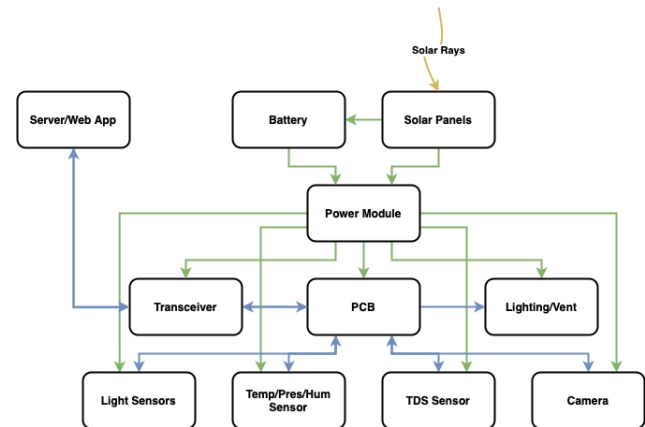 Solar Rays
Server/Web App
Battery
Solar Panels
Power Module
Transceiver
PCB
Lighting/Vent
Light Sensors
Temp/Pres/Hum
Sensor
TDS Sensor
Camera